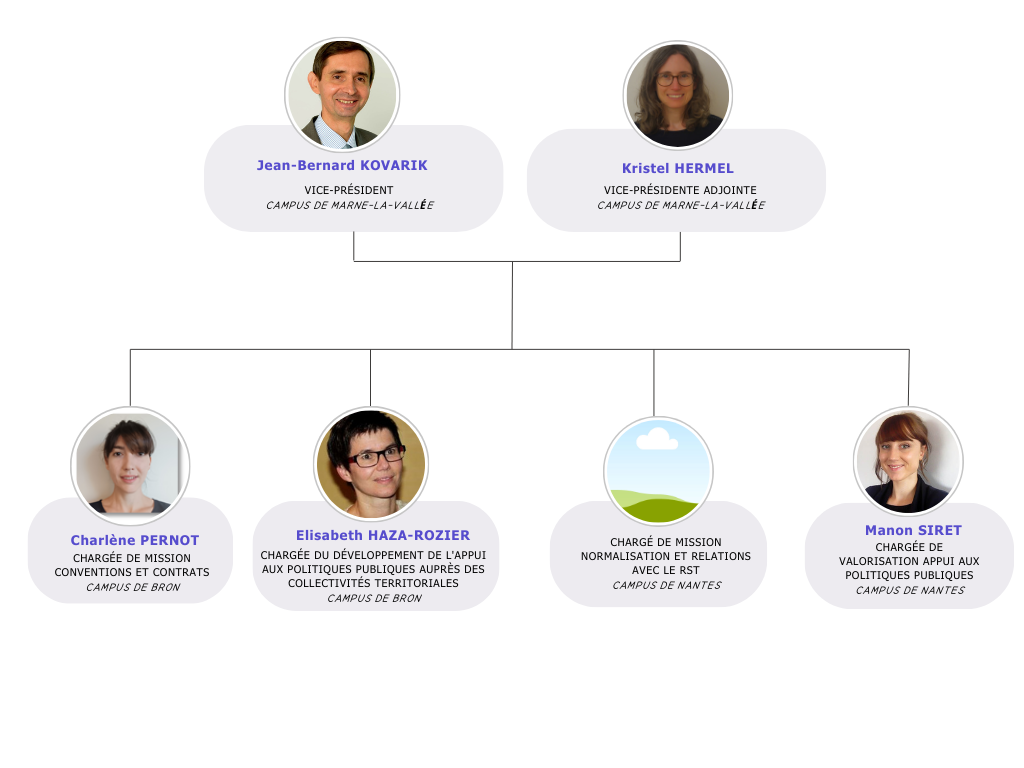 Jean-Bernard KOVARIK
VICE-PRÉSIDENT
CAMPUS DE MARNE-LA-VALLÉE
Kristel HERMEL
VICE-PRÉSIDENTE ADJOINTE
CAMPUS DE MARNE-LA-VALLÉE
Charlène PERNOT
CHARGÉE DE MISSION
CONVENTIONS ET CONTRATS
CAMPUS DE BRON
Elisabeth HAZA-ROZIER
CHARGÉE DU DÉVELOPPEMENT DE L'APPUI
AUX POLITIQUES PUBLIQUES AUPRÈS DES
COLLECTIVITÉS TERRITORIALES
CAMPUS DE BRON
CHARGÉ DE MISSION
NORMALISATION ET RELATIONS
AVEC LE RST
CAMPUS DE NANTES
Manon SIRET
CHARGÉE DE
VALORISATION APPUI AUX
POLITIQUES PUBLIQUES
CAMPUS DE NANTES